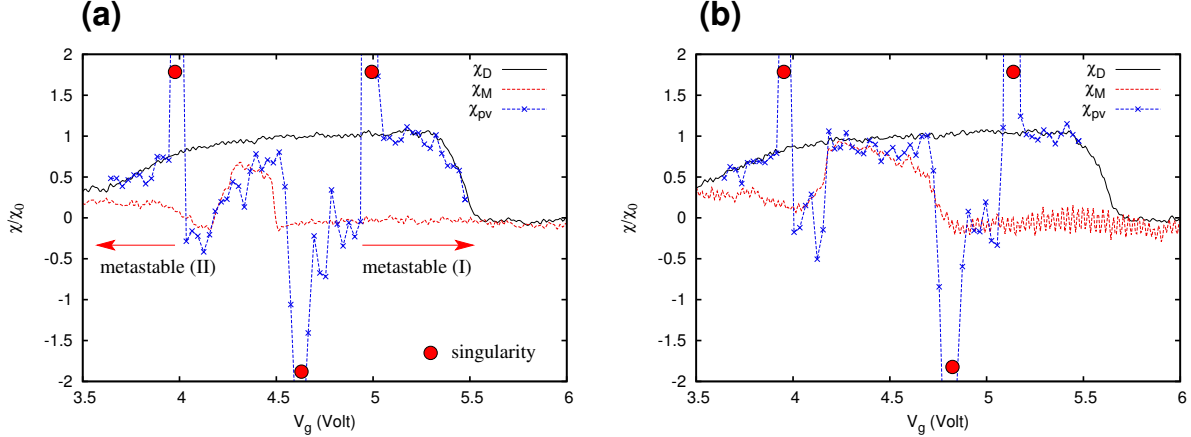 (a)
2
1.5
1
0.5
0
-0.5
-1
-1.5
-2
χ/χ0
χD
χM
χpv
metastable (II)
metastable (I)
singularity
3.5 4 4.5 5 5.5 6
Vg (Volt)
(b)
2
1.5
1
0.5
0
-0.5
-1
-1.5
-2
χ/χ0
χD
χM
χpv
3.5 4 4.5 5 5.5 6
Vg (Volt)